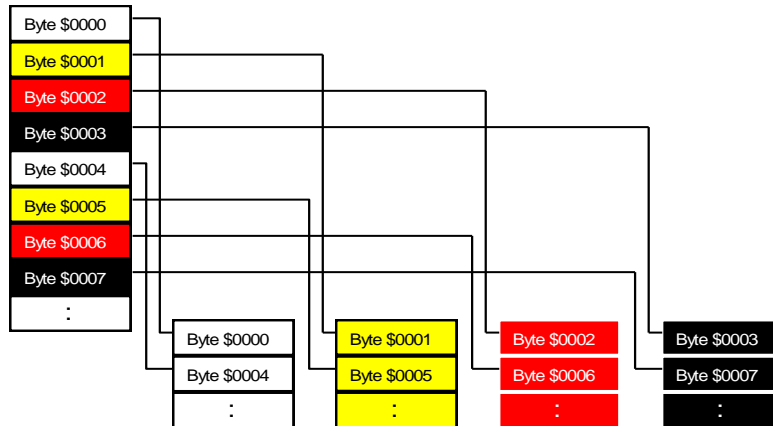 Byte $0000
Byte $0001
Byte $0002
Byte $0003
Byte $0004
Byte $0005
Byte $0006
Byte $0007
:
Byte $0000 Byte $0001 Byte $0002 Byte $0003
Byte $0004 Byte $0005 Byte $0006 Byte $0007
: : : :